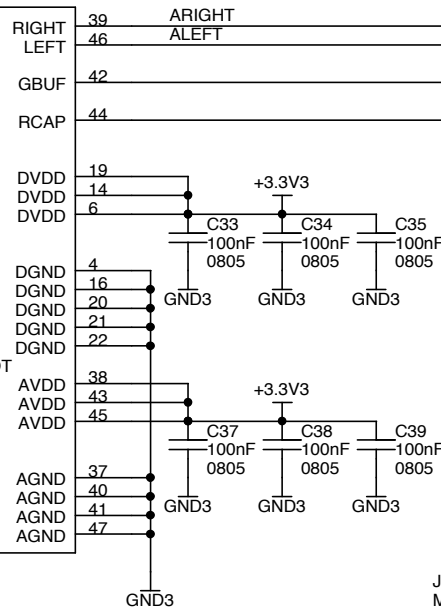 RIGHT 39 ARIGHT
LEFT 46 ALEFT
GBUF 42
RCAP 44
DVDD 19
DVDD 14
DVDD 6
+3.3V3
C33 100nF 0805
C34 100nF 0805
C35 100nF 0805
GND3 GND3 GND3
DGND 4
DGND 16
DGND 20
DGND 21
DGND 22
AVDD 38
AVDD 43
AVDD 45
+3.3V3
C37 100nF 0805
C38 100nF 0805
C39 100nF 0805
GND3 GND3 GND3
AGND 37
AGND 40
AGND 41
AGND 47
GND3